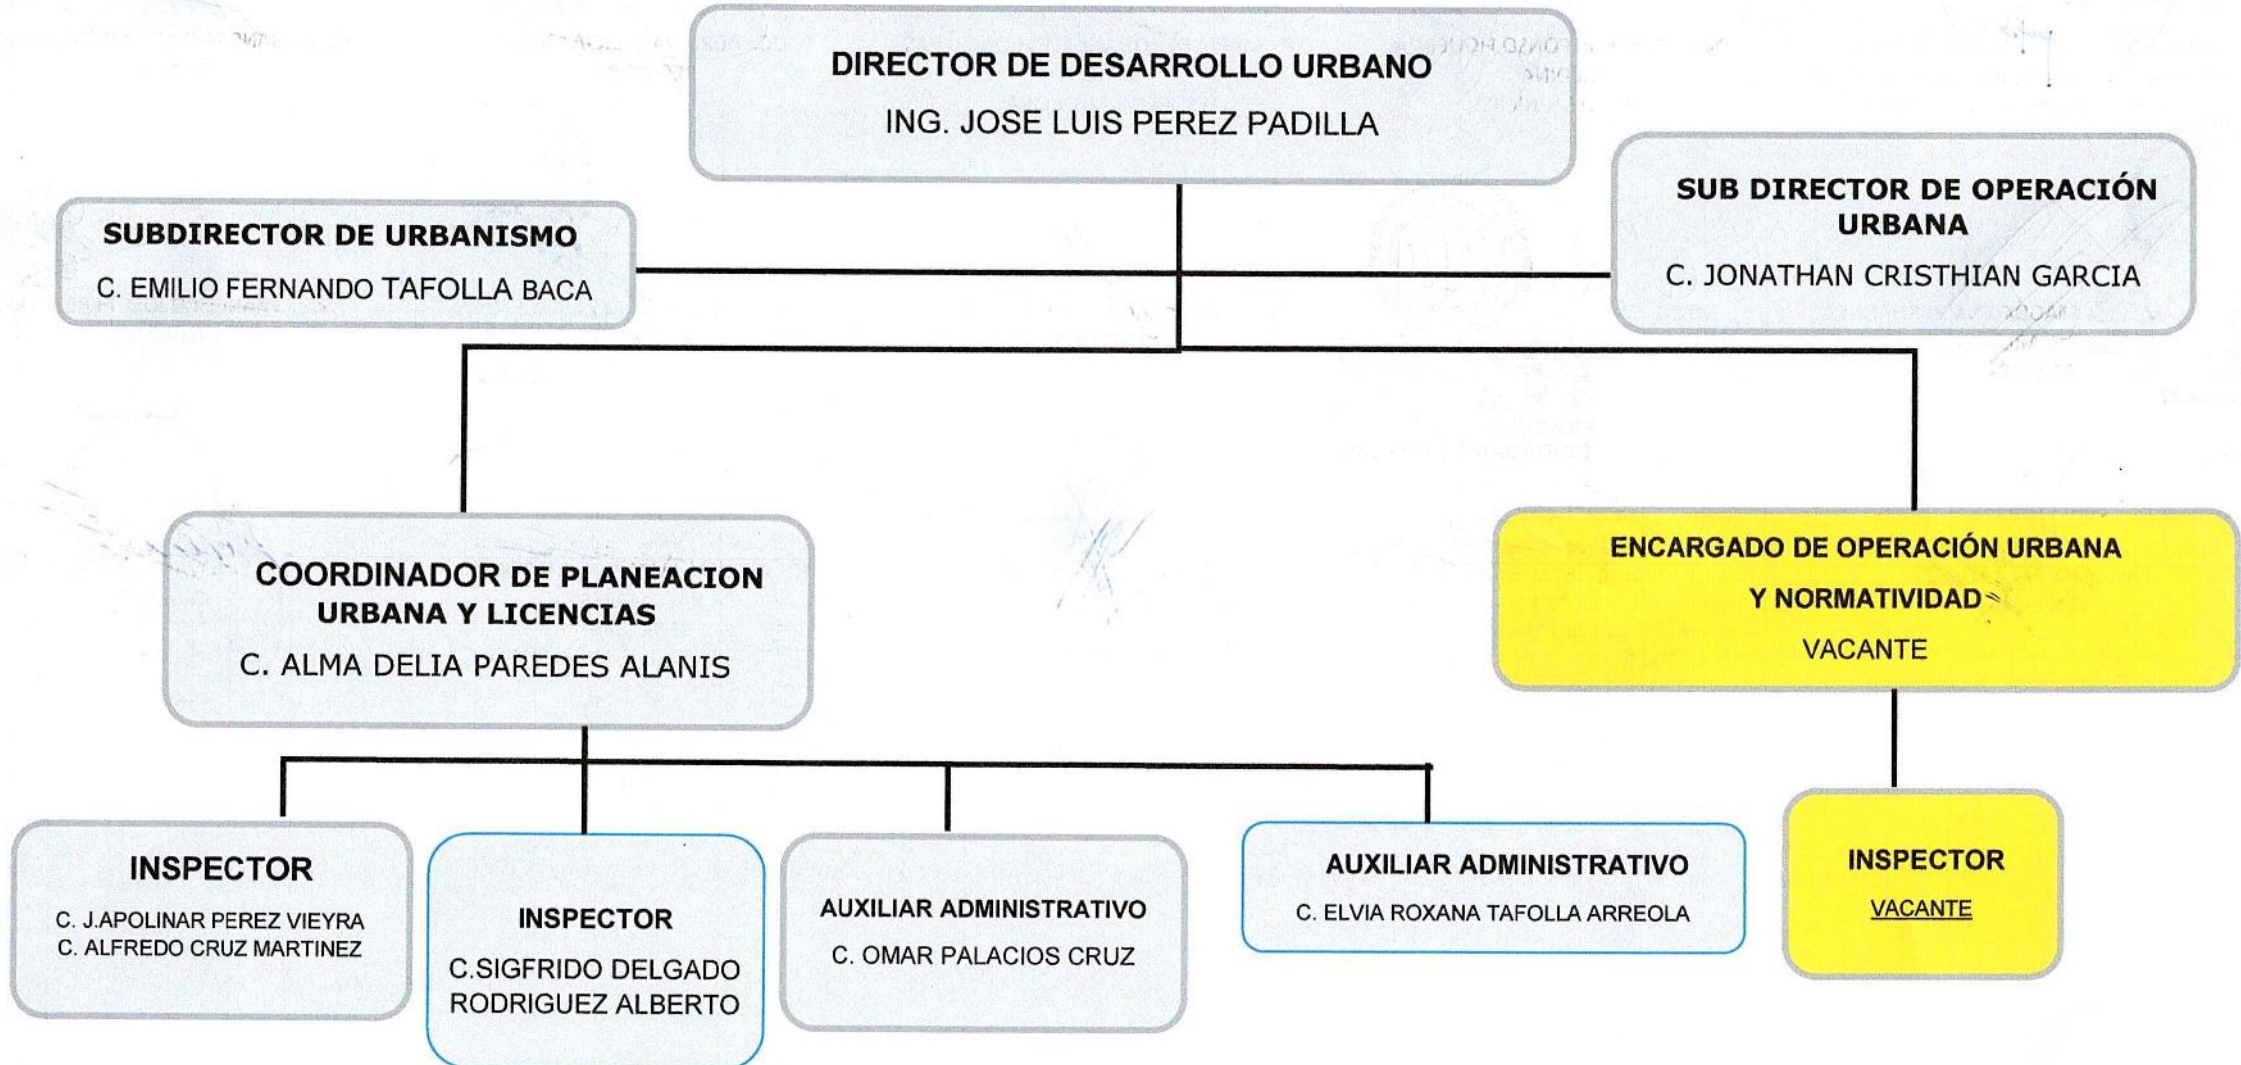 DIRECTOR DE DESARROLLO URBANO
ING. JOSE LUIS PEREZ PADILLA
SUBDIRECTOR DE URBANISMO
C. EMILIO FERNANDO TAFOLLA BACA
SUB DIRECTOR DE OPERACIÓN
URBANA
C. JONATHAN CRISTHIAN GARCIA
COORDINADOR DE PLANEACION
URBANA Y LICENCIAS
C. ALMA DELIA PAREDES ALANIS
ENCARGADO DE OPERACIÓN URBANA
Y NORMATIVIDAD
VACANTE
INSPECTOR
C. J.APOLINAR PEREZ VIEYRA
C. ALFREDO CRUZ MARTINEZ
INSPECTOR
C.SIGFRIDO DELGADO
RODRIGUEZ ALBERTO
AUXILIAR ADMINISTRATIVO
C. OMAR PALACIOS CRUZ
AUXILIAR ADMINISTRATIVO
C. ELVIA ROXANA TAFOLLA ARREOLA
INSPECTOR
VACANTE